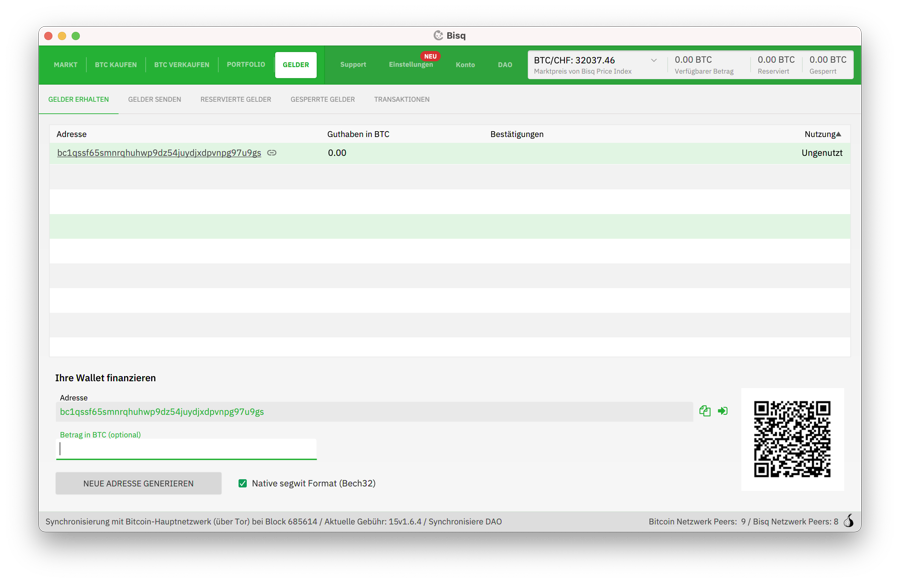 Bisq
MARKT BTC KAUFEN BTC VERKAUFEN PORTFOLIO GELDER Support Einstellungen NEU Konto DAO BTC/CHF: 32037.46 0.00 BTC 0.00 BTC 0.00 BTC
Marktpreis von Bisq Price Index Verfügbarer Betrag Reserviert Gesperrt
GELDER ERHALTEN GELDER SENDEN RESERVIERTE GELDER GESPERRTE GELDER TRANSAKTIONEN
Adresse Guthaben in BTC Bestätigungen Nutzung
bc1qssf65smnrqhuhwp9dz54juydjxdpvnpg97u9gs 0.00 Ungenutzt
Ihre Wallet finanzieren
Adresse
bc1qssf65smnrqhuhwp9dz54juydjxdpvnpg97u9gs
Betrag in BTC (optional)
NEUE ADRESSE GENERIEREN Native segwit Format (Bech32)
Synchronisierung mit Bitcoin-Hauptnetzwerk (über Tor) bei Block 685614 / Aktuelle Gebühr: 15v1.6.4 / Synchronisiere DAO Bitcoin Netzwerk Peers: 9 / Bisq Netzwerk Peers: 8